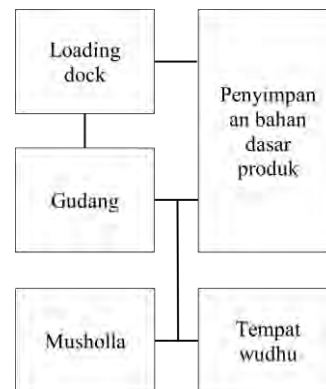 Loading
dock
Penyimpan
an bahan
dasar
produk
Gudang
Musholla
Tempat
wudhu